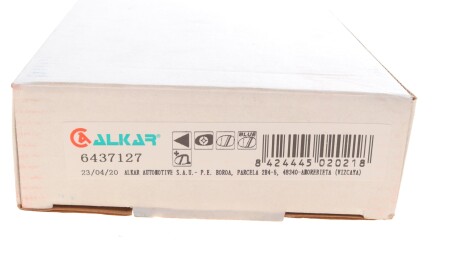 ALKAR®
BLUE
6437127
8 424445 020218
23/04/20 ALKAR AUTOMOTIVE S.A.U.- P.E. BOROA, PARCELA 2B4-5, 48340-AMOREBIETA (VIZCAYA)